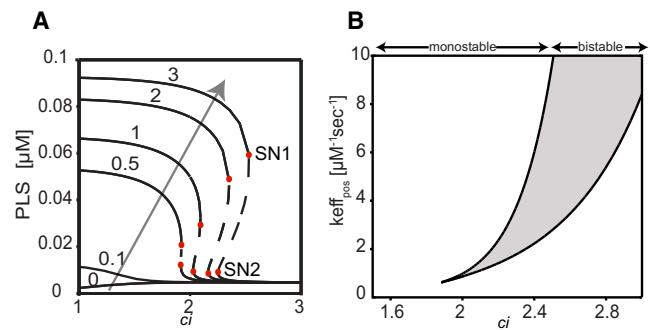 A
B
monostable
bistable
0.1
0.08
0.06
0.04
0.02
0
PLS [μM]
3
2
1
0.5
0.1
0
SN1
SN2
1
2
3
ci
10
8
6
4
2
0
keffpos [μM⁻¹sec⁻¹]
1.6
2
2.4
2.8
ci